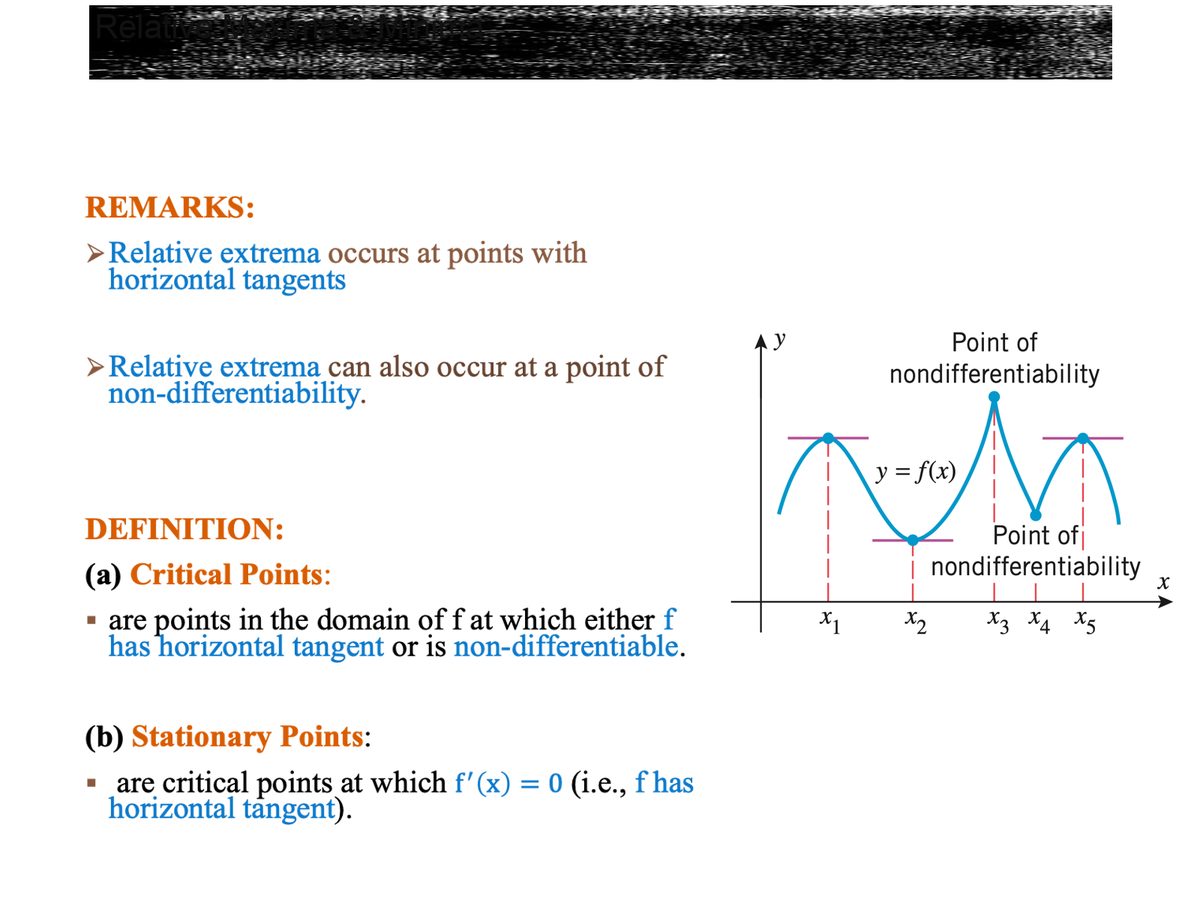 REMARKS:
➢ Relative extrema occurs at points with
horizontal tangents
➢ Relative extrema can also occur at a point of
non-differentiability.
DEFINITION:
(a) Critical Points:
▪ are points in the domain of f at which either f
has horizontal tangent or is non-differentiable.
(b) Stationary Points:
▪ are critical points at which f′(x) = 0 (i.e., f has
horizontal tangent).
y
Point of
nondifferentiability
y = f(x)
Point of
nondifferentiability
x
x₁ x₂ x₃ x₄ x₅